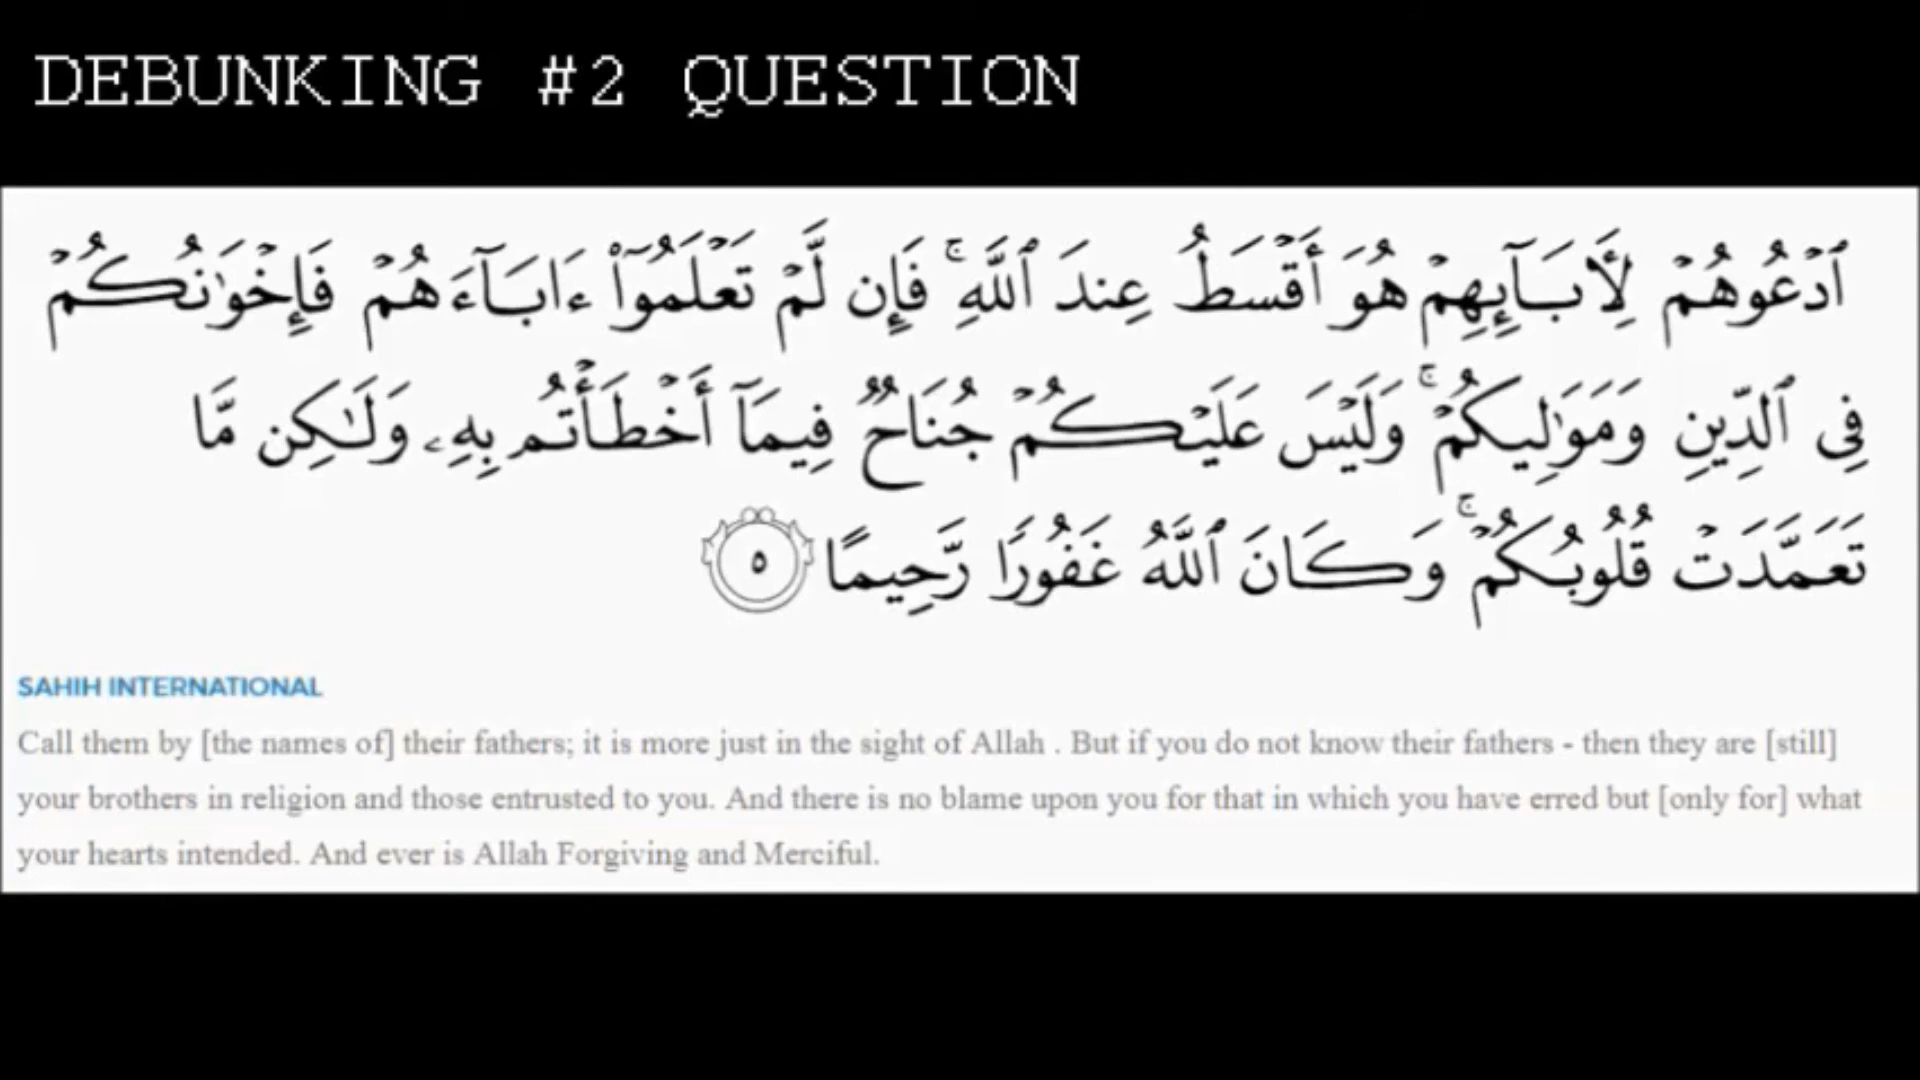 DEBUNKING #2 QUESTION
ٱدۡعُوهُمۡ لِأٓبَآئِهِمۡ هُوَ أَقۡسَطُ عِندَ ٱللَّهِۚ فَإِن لَّمۡ تَعۡلَمُوٓاْ ءَابَآءَهُمۡ فَإِخۡوَٰنُكُمۡ
فِي ٱلدِّينِ وَمَوَٰلِيكُمۡۚ وَلَيۡسَ عَلَيۡكُمۡ جُنَاحٞ فِيمَآ أَخۡطَأۡتُم بِهِۦ وَلَٰكِن مَّا
تَعَمَّدَتۡ قُلُوبُكُمۡۚ وَكَانَ ٱللَّهُ غَفُورٗا رَّحِيمًا ٥
SAHIH INTERNATIONAL
Call them by [the names of] their fathers; it is more just in the sight of Allah . But if you do not know their fathers - then they are [still]
your brothers in religion and those entrusted to you. And there is no blame upon you for that in which you have erred but [only for] what
your hearts intended. And ever is Allah Forgiving and Merciful.